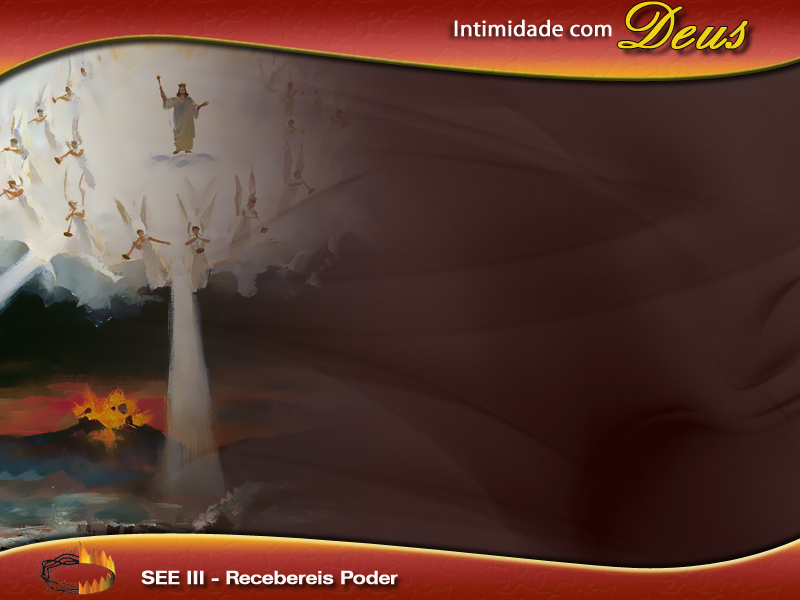 Intimidade com Deus
SEE III - Recebereis Poder